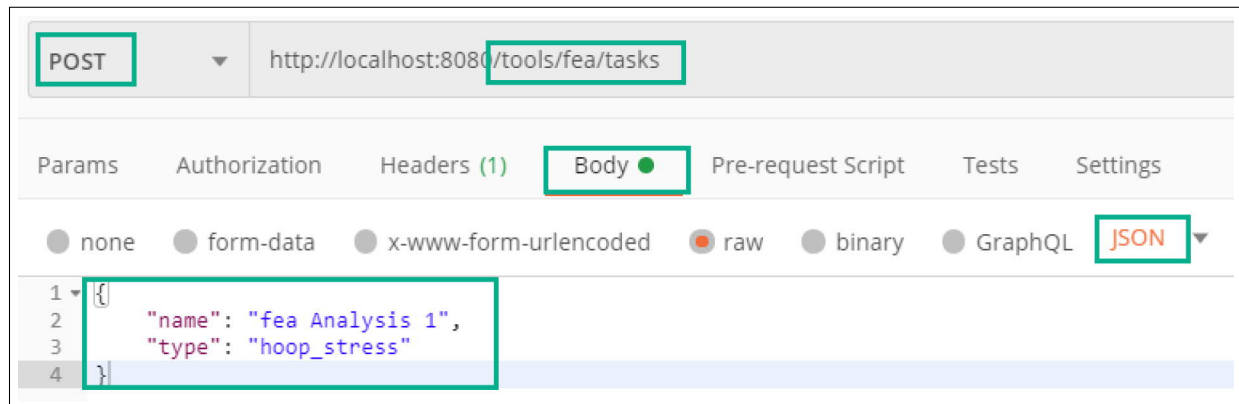 POST http://localhost:8080/tools/fea/tasks
Params Authorization Headers (1) Body Pre-request Script Tests Settings
none form-data x-www-form-urlencoded raw binary GraphQL JSON
1 {
2 "name": "fea Analysis 1",
3 "type": "hoop_stress"
4 }